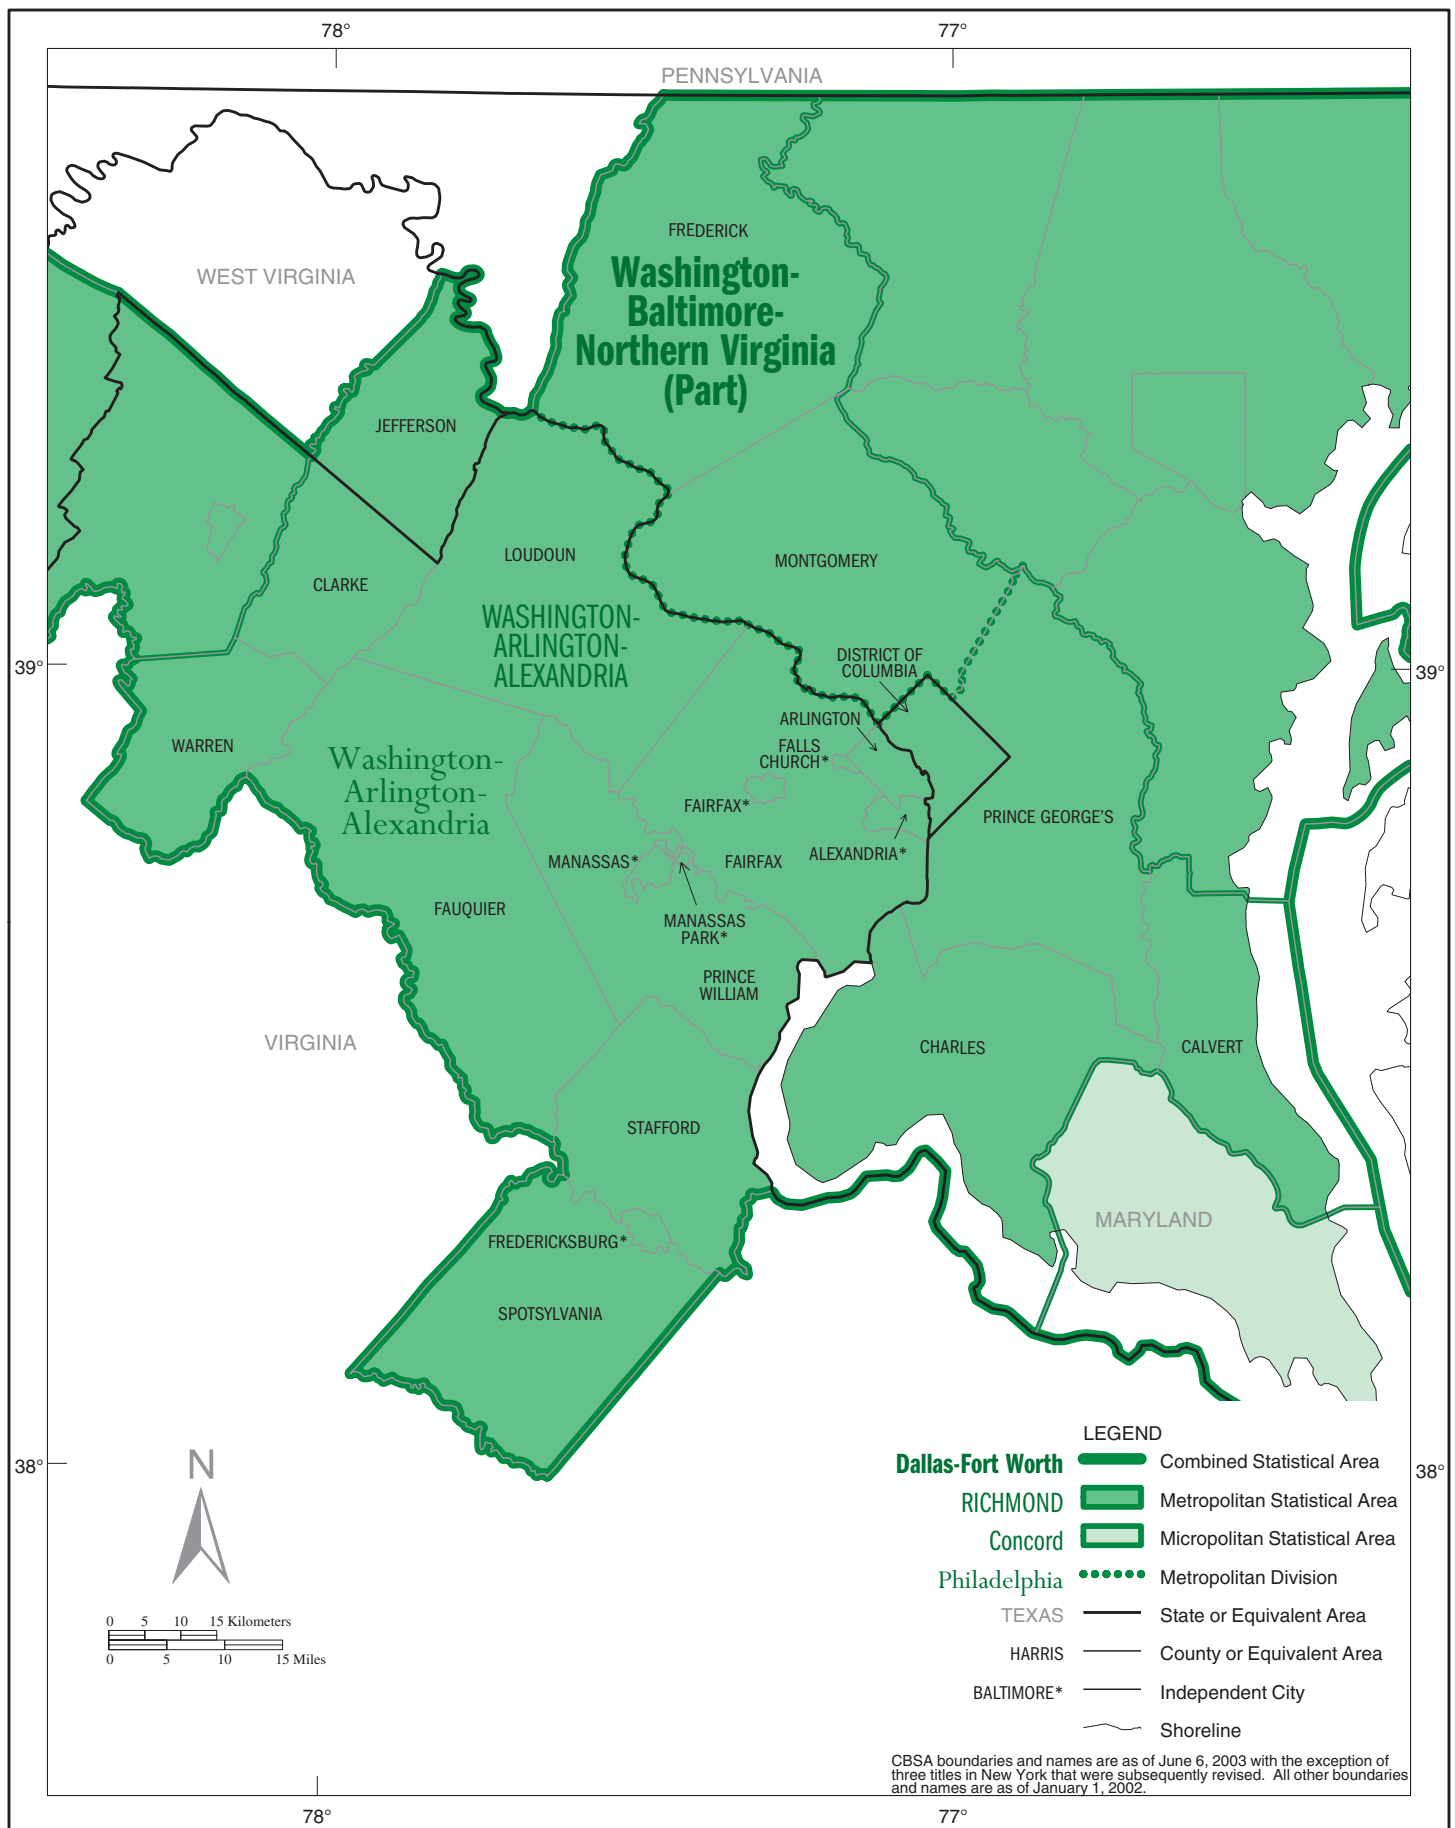 78°
77°
PENNSYLVANIA
FREDERICK
Washington-
Baltimore-
Northern Virginia
(Part)
WEST VIRGINIA
JEFFERSON
LOUDOUN
MONTGOMERY
CLARKE
WASHINGTON-
ARLINGTON-
ALEXANDRIA
DISTRICT OF
COLUMBIA
39°
39°
ARLINGTON
WARREN
FALLS
CHURCH*
Washington-
Arlington-
Alexandria
FAIRFAX*
PRINCE GEORGE'S
MANASSAS*
FAIRFAX
ALEXANDRIA*
FAUQUIER
MANASSAS
PARK*
PRINCE
WILLIAM
VIRGINIA
CHARLES
CALVERT
STAFFORD
MARYLAND
FREDERICKSBURG*
SPOTSYLVANIA
38°
38°
N
0 5 10 15 Kilometers
0 5 10 15 Miles
LEGEND
Dallas-Fort Worth Combined Statistical Area
RICHMOND Metropolitan Statistical Area
Concord Micropolitan Statistical Area
Philadelphia Metropolitan Division
TEXAS State or Equivalent Area
HARRIS County or Equivalent Area
BALTIMORE* Independent City
Shoreline
CBSA boundaries and names are as of June 6, 2003 with the exception of
three titles in New York that were subsequently revised. All other boundaries
and names are as of January 1, 2002.
78°
77°